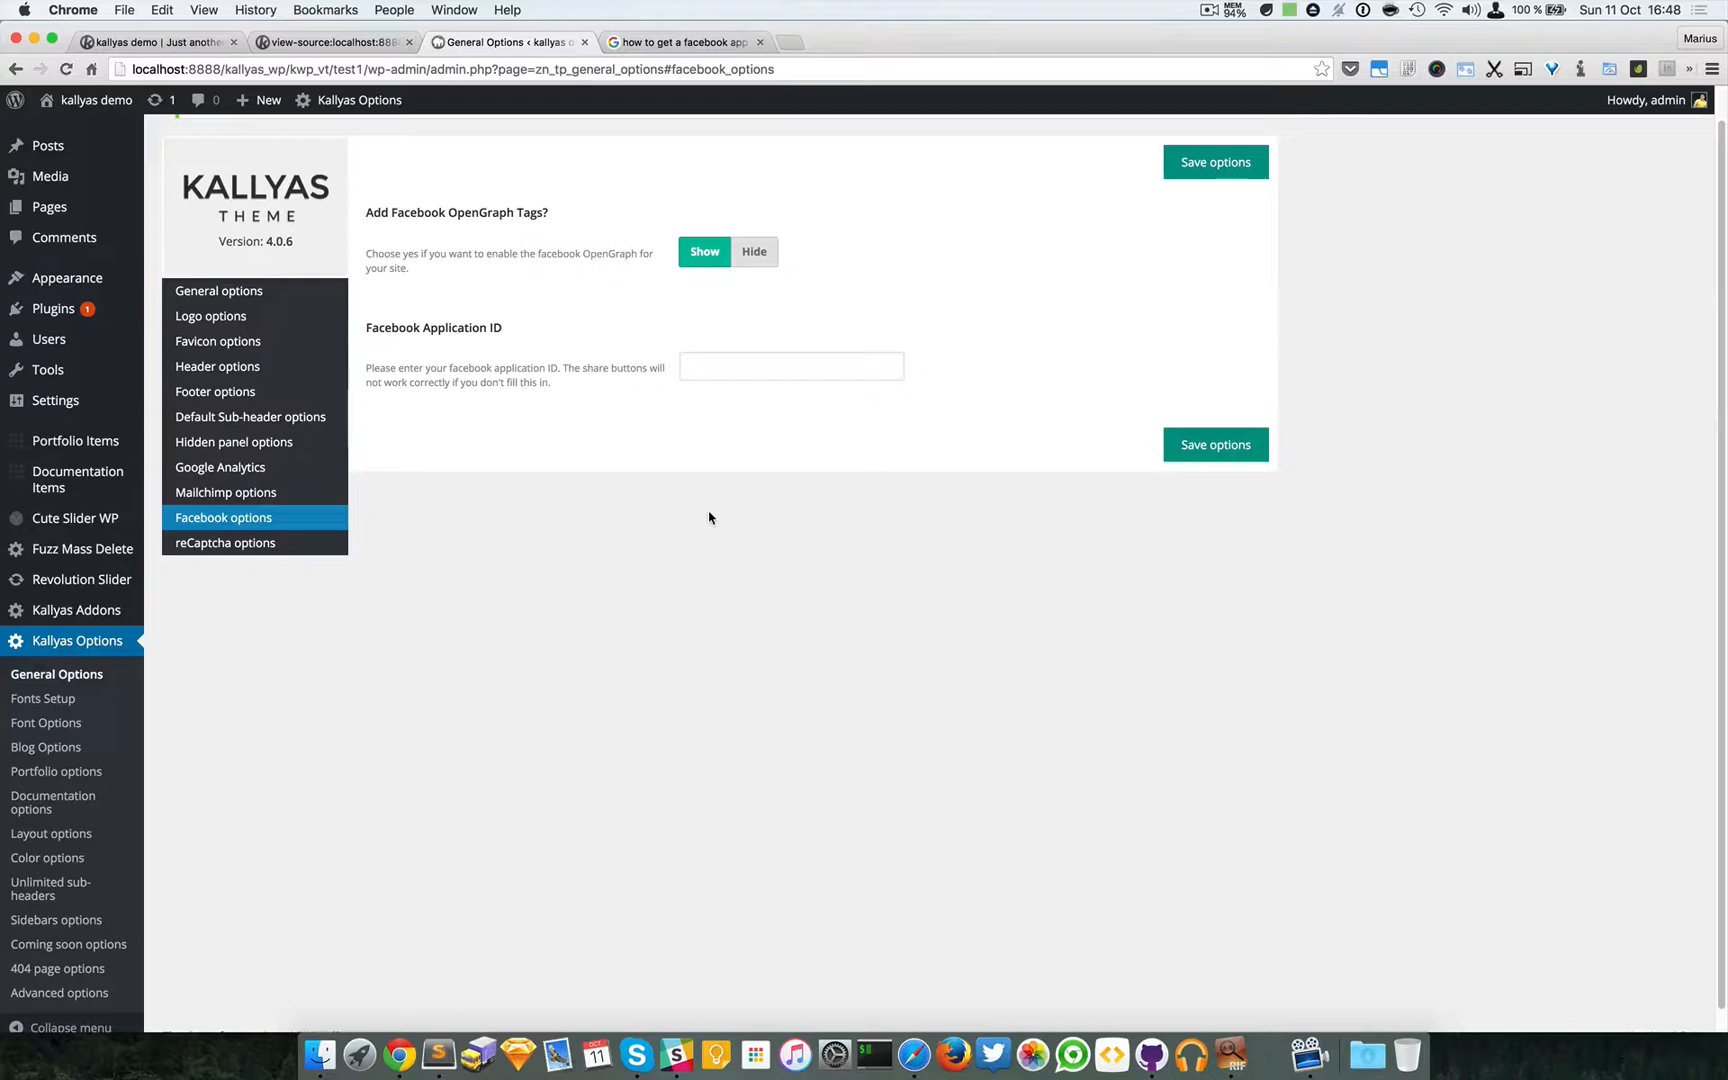 Chrome File Edit View History Bookmarks People Window Help MEM 94% 100 % Sun 11 Oct 16:48
kallyas demo | Just anothe view-source:localhost:888 General Options ‹ kallyas d how to get a facebook app Marius
localhost:8888/kallyas_wp/kwp_vt/test1/wp-admin/admin.php?page=zn_tp_general_options#facebook_options
kallyas demo 1 0 New Kallyas Options Howdy, admin
Posts
Media
Pages
Comments
Appearance
Plugins 1
Users
Tools
Settings
Portfolio Items
Documentation
Items
Cute Slider WP
Fuzz Mass Delete
Revolution Slider
Kallyas Addons
Kallyas Options
General Options
Fonts Setup
Font Options
Blog Options
Portfolio options
Documentation
options
Layout options
Color options
Unlimited sub-
headers
Sidebars options
Coming soon options
404 page options
Advanced options
Collapse menu
KALLYAS
THEME
Version: 4.0.6
General options
Logo options
Favicon options
Header options
Footer options
Default Sub-header options
Hidden panel options
Google Analytics
Mailchimp options
Facebook options
reCaptcha options
Save options
Add Facebook OpenGraph Tags?
Choose yes if you want to enable the facebook OpenGraph for
your site.
Show Hide
Facebook Application ID
Please enter your facebook application ID. The share buttons will
not work correctly if you don't fill this in.
Save options
OCT
11